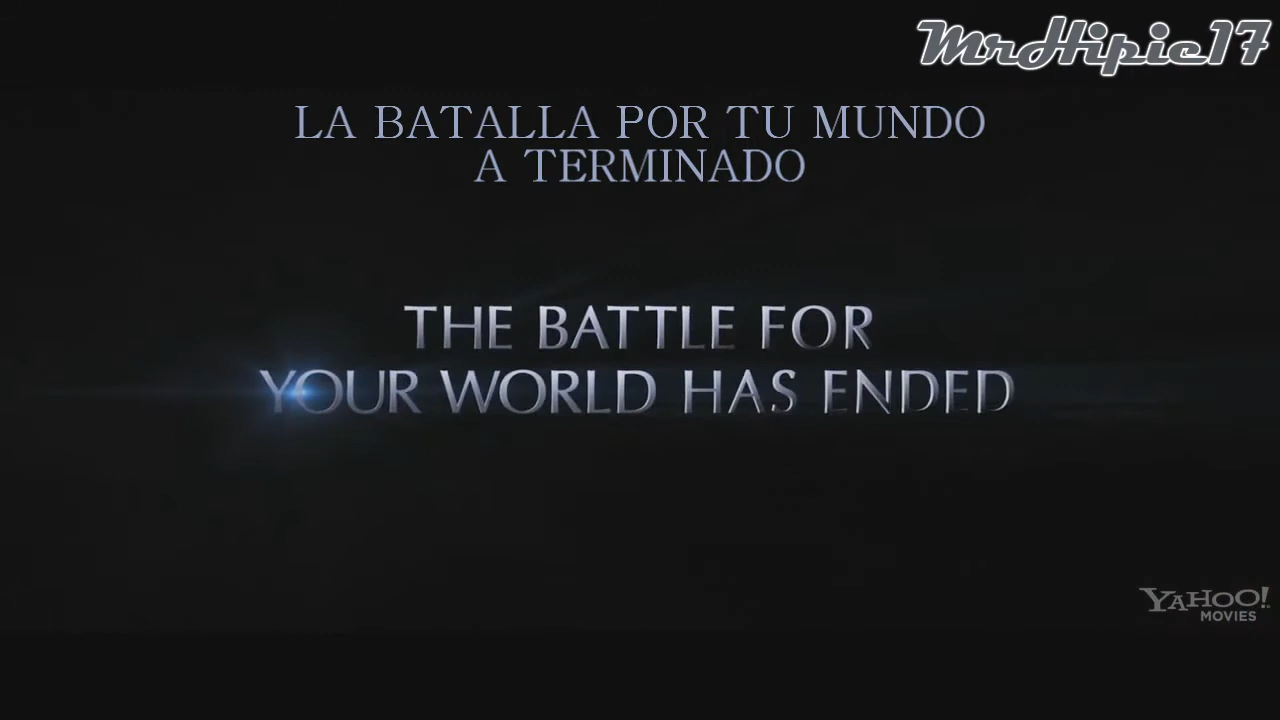 MrHipie17
LA BATALLA POR TU MUNDO
A TERMINADO
THE BATTLE FOR
YOUR WORLD HAS ENDED
YAHOO!
MOVIES